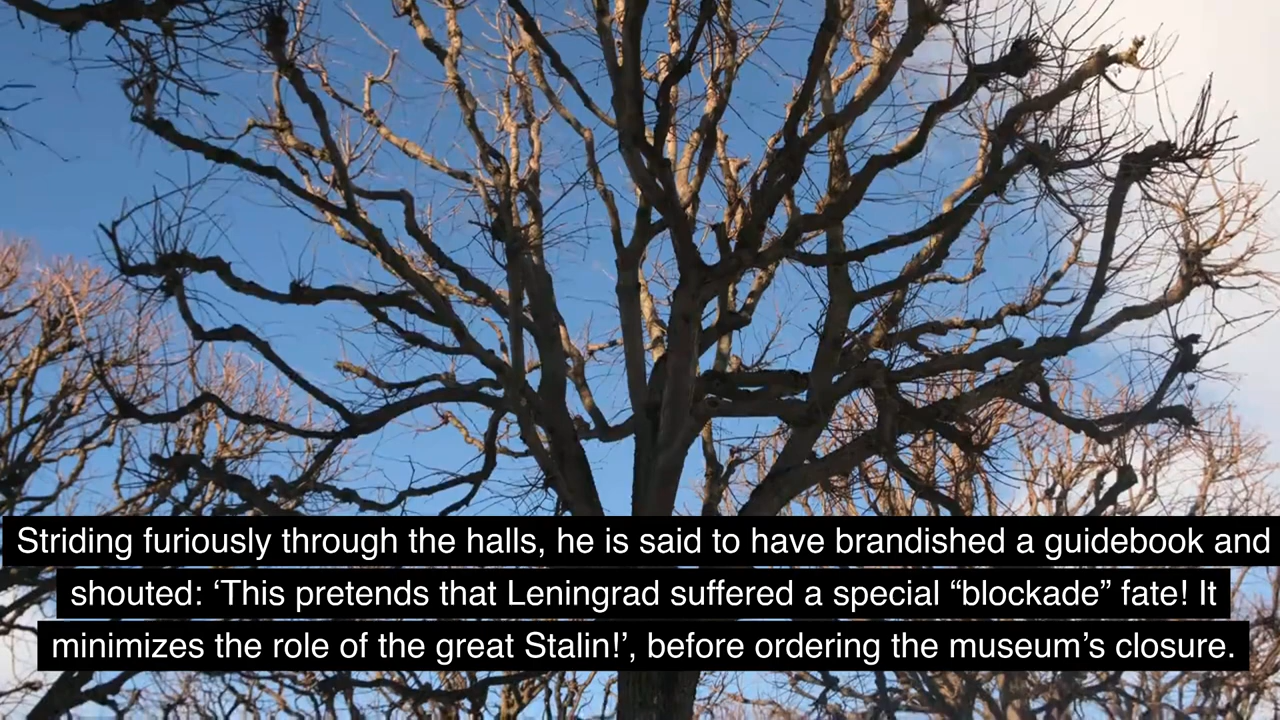 Striding furiously through the halls, he is said to have brandished a guidebook and
shouted: ‘This pretends that Leningrad suffered a special “blockade” fate! It
minimizes the role of the great Stalin!’, before ordering the museum’s closure.